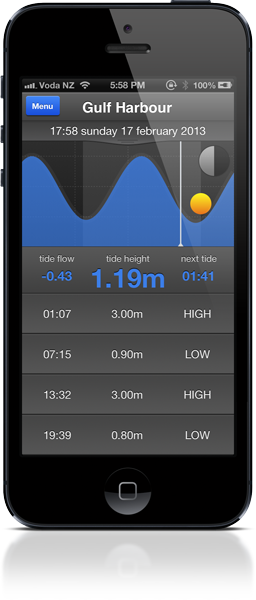 Voda NZ 5:58 PM 100%
Menu Gulf Harbour
17:58 sunday 17 february 2013
tide flow tide height next tide
-0.43 1.19m 01:41
01:07 3.00m HIGH
07:15 0.90m LOW
13:32 3.00m HIGH
19:39 0.80m LOW